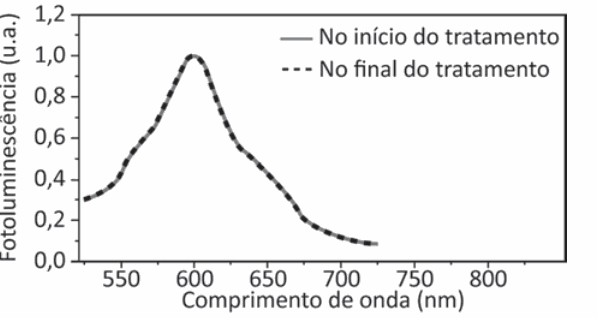 Fotoluminescência (u.a.)
1,2
1,0
0,8
0,6
0,4
0,2
0,0
No início do tratamento
No final do tratamento
550 600 650 700 750 800
Comprimento de onda (nm)